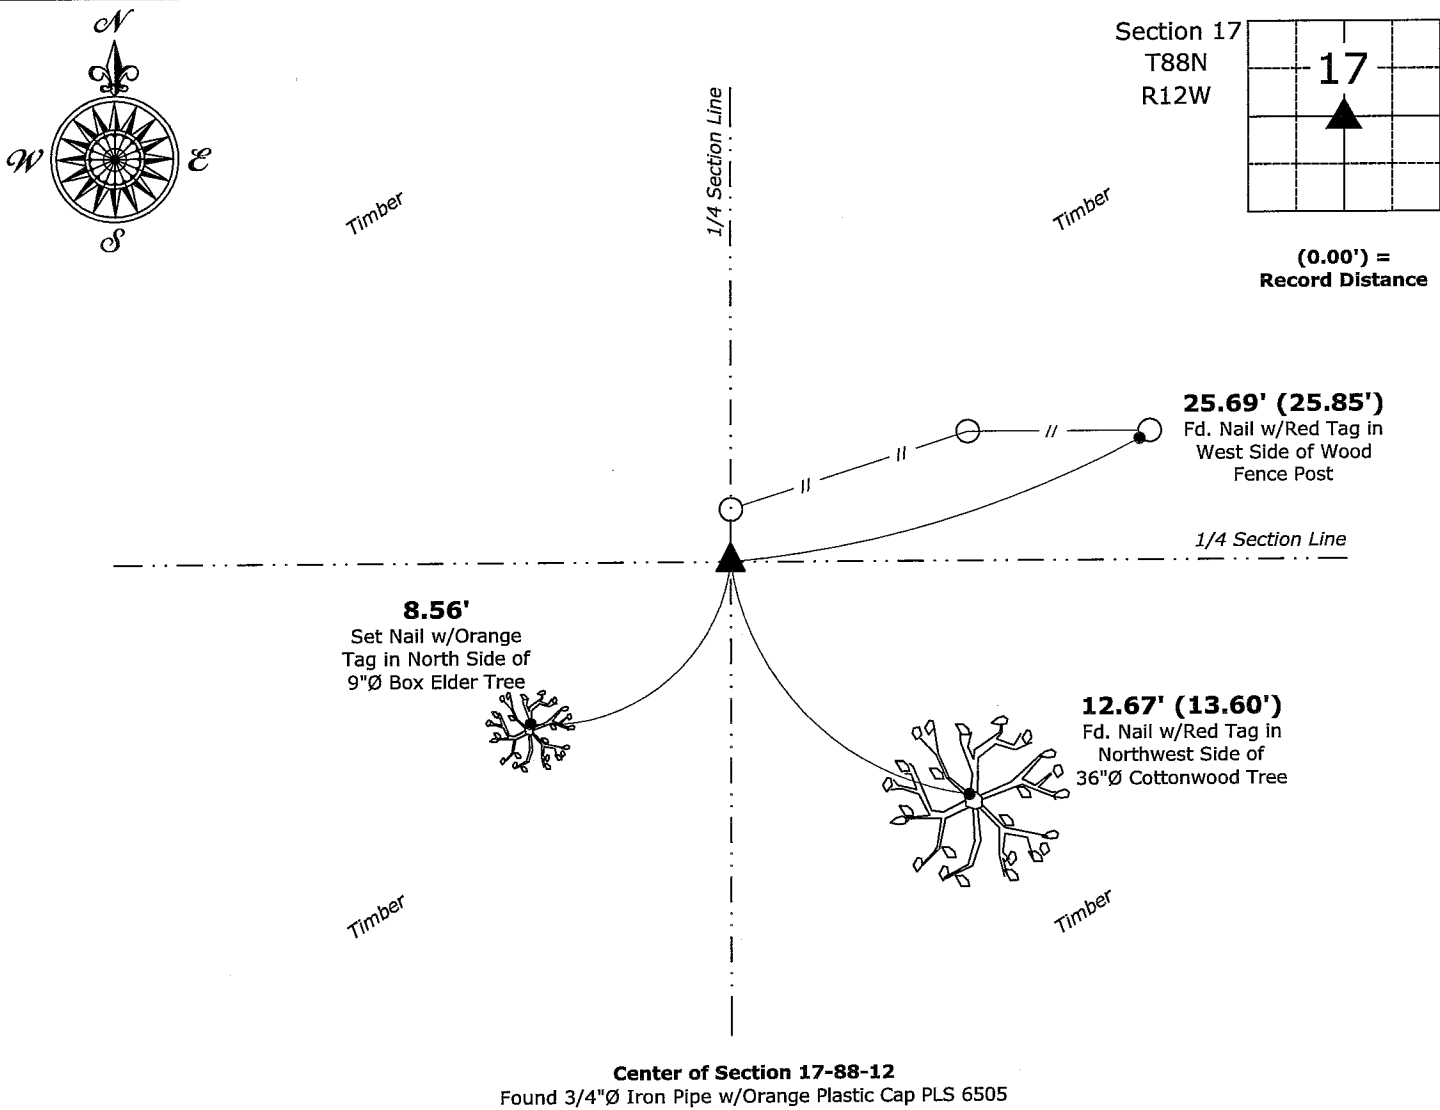 N
W
E
S
Section 17
T88N
R12W
17
(0.00') =
Record Distance
1/4 Section Line
Timber
Timber
25.69' (25.85')
Fd. Nail w/Red Tag in
West Side of Wood
Fence Post
1/4 Section Line
8.56'
Set Nail w/Orange
Tag in North Side of
9"Ø Box Elder Tree
12.67' (13.60')
Fd. Nail w/Red Tag in
Northwest Side of
36"Ø Cottonwood Tree
Timber
Timber
Center of Section 17-88-12
Found 3/4"Ø Iron Pipe w/Orange Plastic Cap PLS 6505